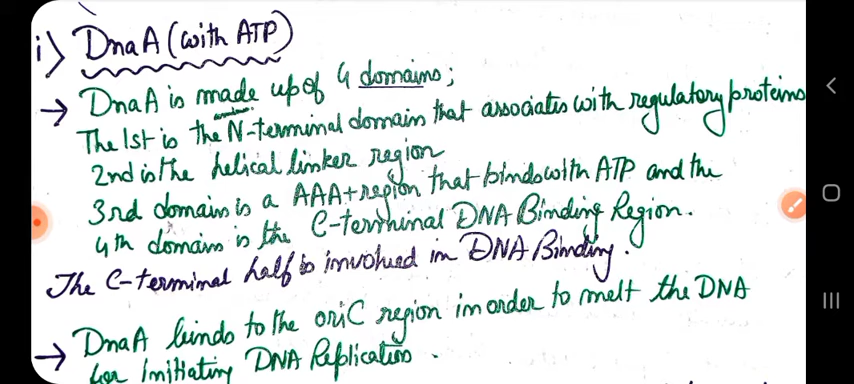 i) DnaA (with ATP)
→ DnaA is made up of 4 domains;
The 1st is the N-terminal domain that associates with regulatory proteins
2nd is the helical linker region
3rd domain is a AAA+ region that binds with ATP and the
4th domain is the C-terminal DNA Binding Region.
The C-terminal half is involved in DNA Binding.
→ DnaA binds to the oriC region in order to melt the DNA
for initiating DNA Replication.